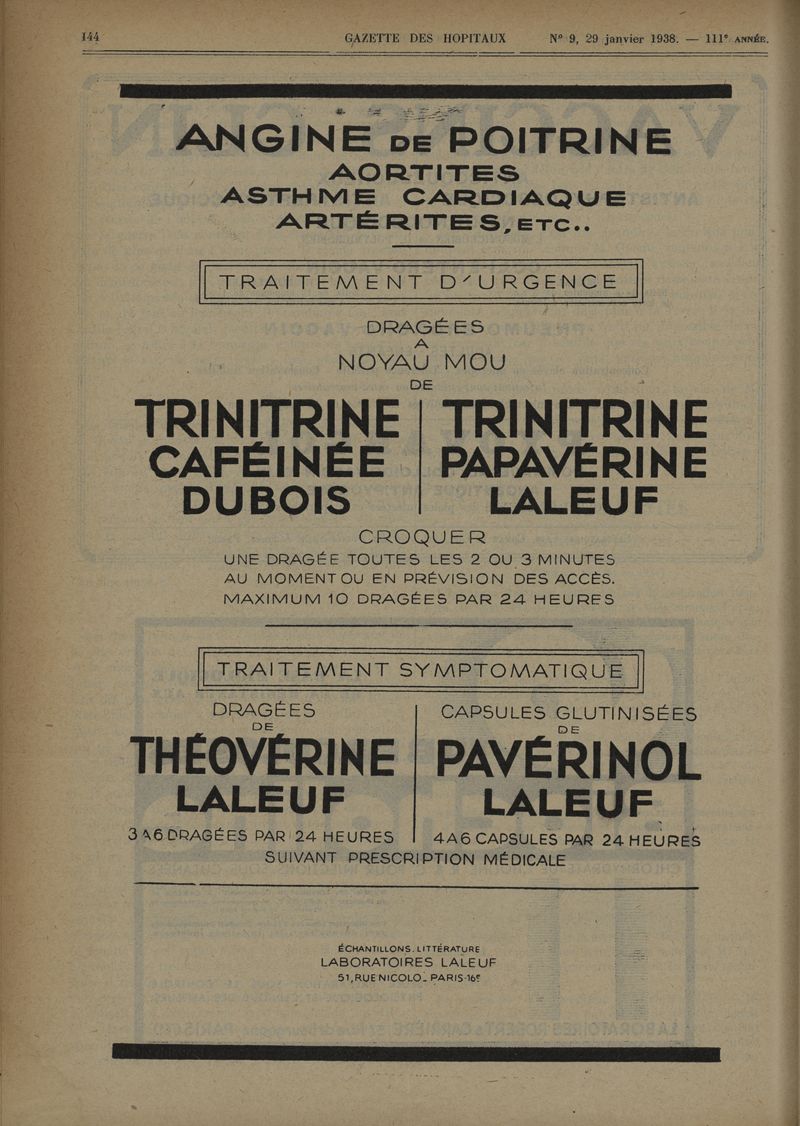 144 GAZETTE DES HOPITAUX Nº 9, 29 janvier 1938. — 111e ANNÉE.
ANGINE DE POITRINE
AORTITES
ASTHME CARDIAQUE
ARTÉRITES, ETC..
TRAITEMENT D'URGENCE
DRAGÉES
A
NOYAU MOU
DE
TRINITRINE
CAFÉINÉE
DUBOIS
TRINITRINE
PAPAVÉRINE
LALEUF
CROQUER
UNE DRAGÉE TOUTES LES 2 OU 3 MINUTES
AU MOMENT OU EN PRÉVISION DES ACCÈS.
MAXIMUM 10 DRAGÉES PAR 24 HEURES
TRAITEMENT SYMPTOMATIQUE
DRAGÉES
DE
THÉOVÉRINE
LALEUF
3 A 6 DRAGÉES PAR 24 HEURES
CAPSULES GLUTINISÉES
DE
PAVÉRINOL
LALEUF
4 A 6 CAPSULES PAR 24 HEURES
SUIVANT PRESCRIPTION MÉDICALE
ÉCHANTILLONS. LITTÉRATURE
LABORATOIRES LALEUF
51, RUE NICOLO_ PARIS-16e